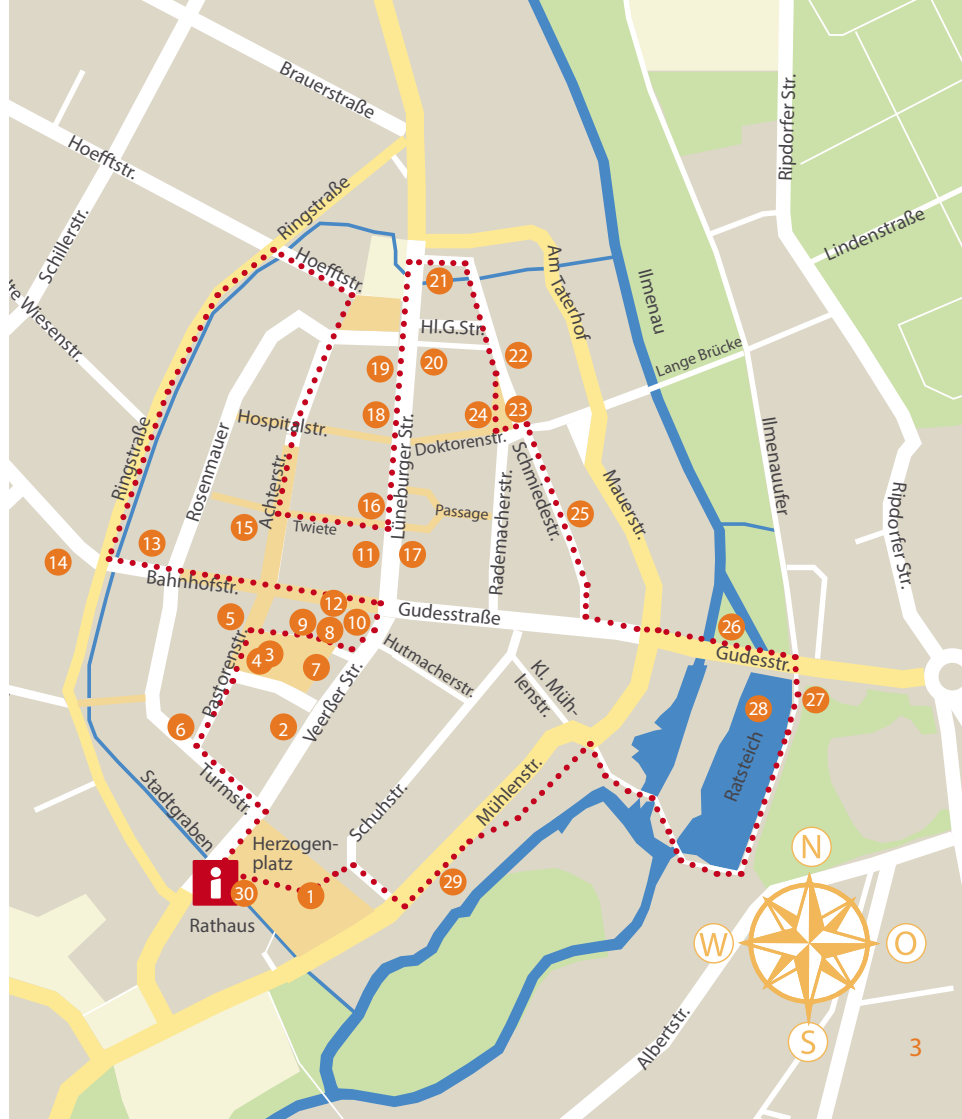 Brauerstraße
Hoefftstr.
Schillerstr.
lte Wiesenstr.
Ringstraße
Hoefftstr.
Ripdorfer Str.
Lindenstraße
Am Taterhof
Ilmenau
21
Hl.G.Str.
22
19
20
Lange Brücke
Hospitalstr.
18
24
23
Doktorenstr.
Ringstraße
Rosenmauer
Achterstr.
Lüneburger Str.
Schmiedestr.
Ilmenauufer
Mauerstr.
Ripdorfer Str.
16
Passage
25
15
Twiete
Rademacherstr.
13
14
11
17
Bahnhofstr.
12
Gudesstraße
5
9
8
10
26
Gudesstr.
Pastorenstr.
4
3
7
Hutmacherstr.
Kl. Müh-
lenstr.
27
28
Ratsteich
6
2
Veerßer Str.
Turmstr.
Stadtgraben
Schuhstr.
Mühlenstr.
Herzogen-
platz
i
30
1
29
Rathaus
N
W
O
S
Albertstr.
3